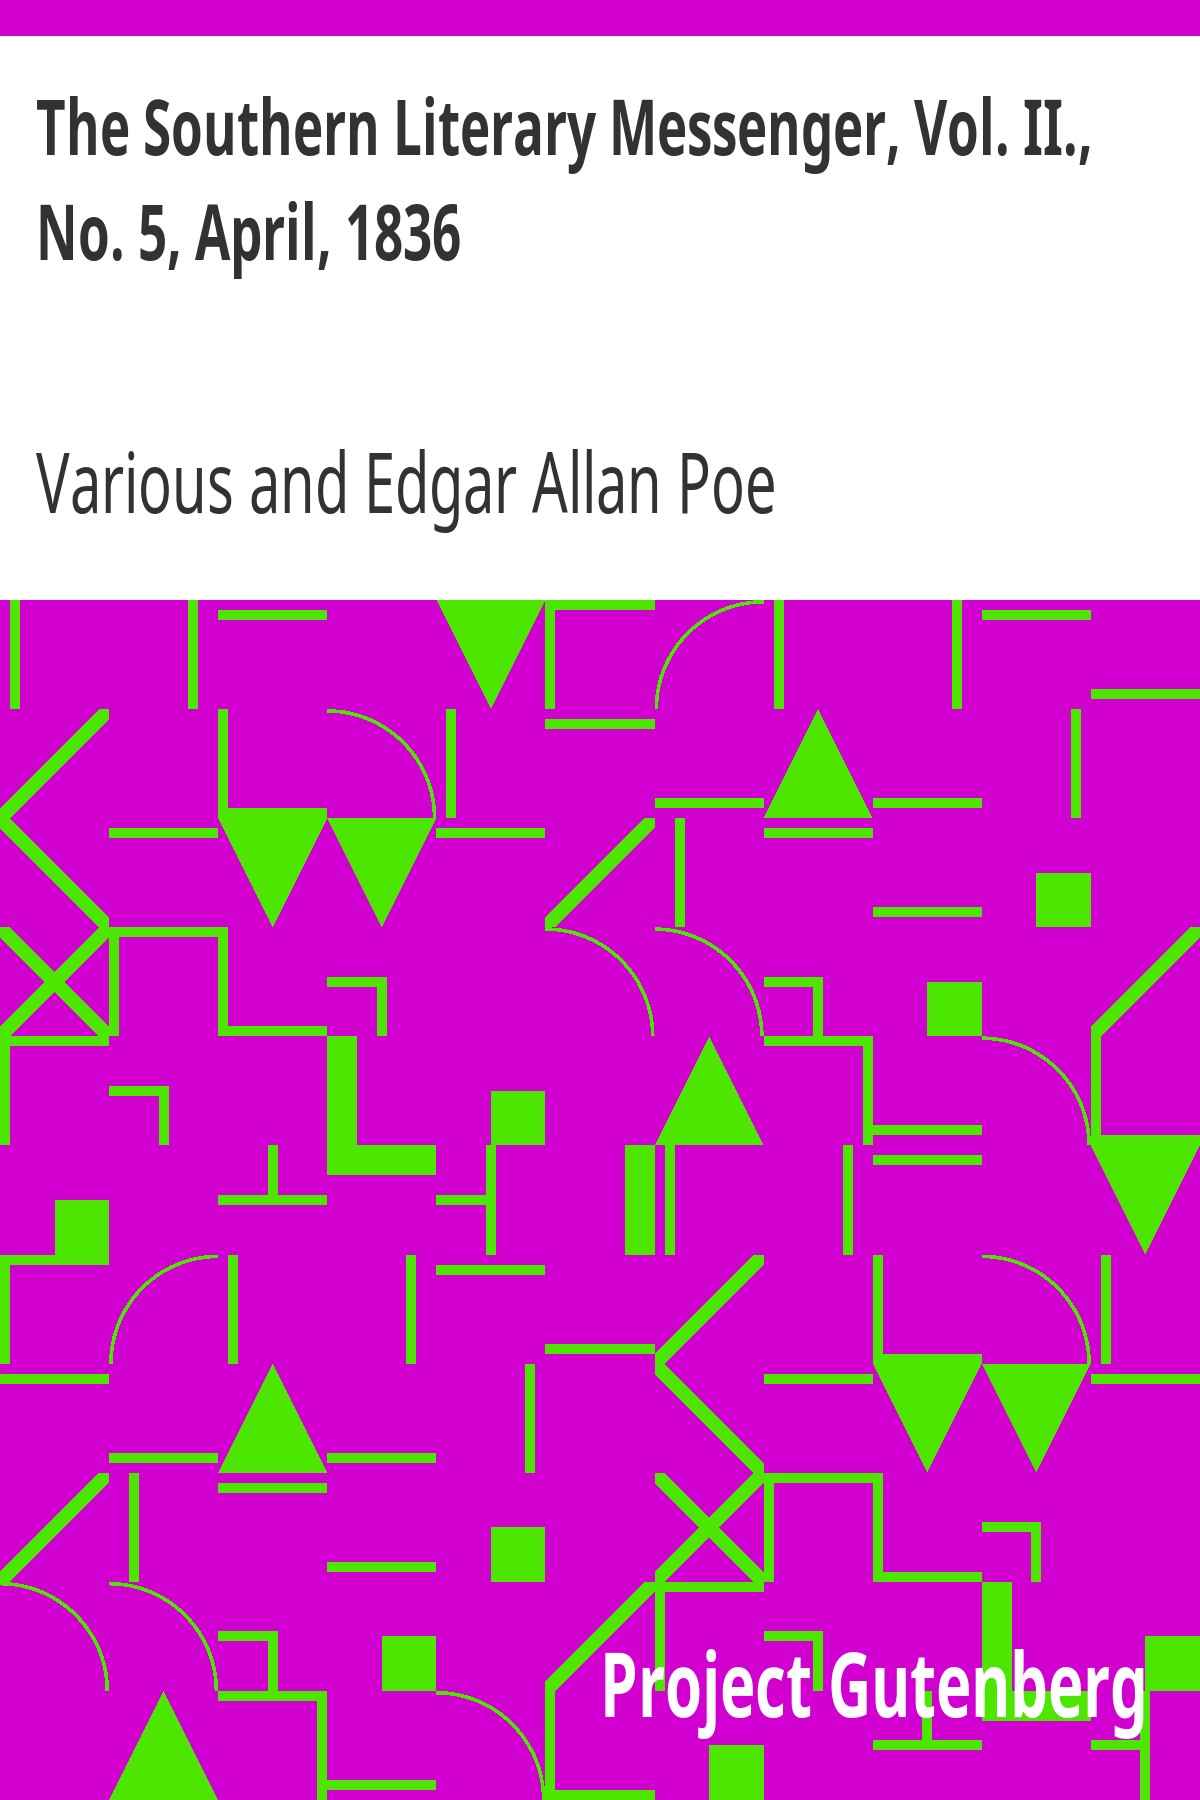 The Southern Literary Messenger, Vol. II.,
No. 5, April, 1836
Various and Edgar Allan Poe
Project Gutenberg